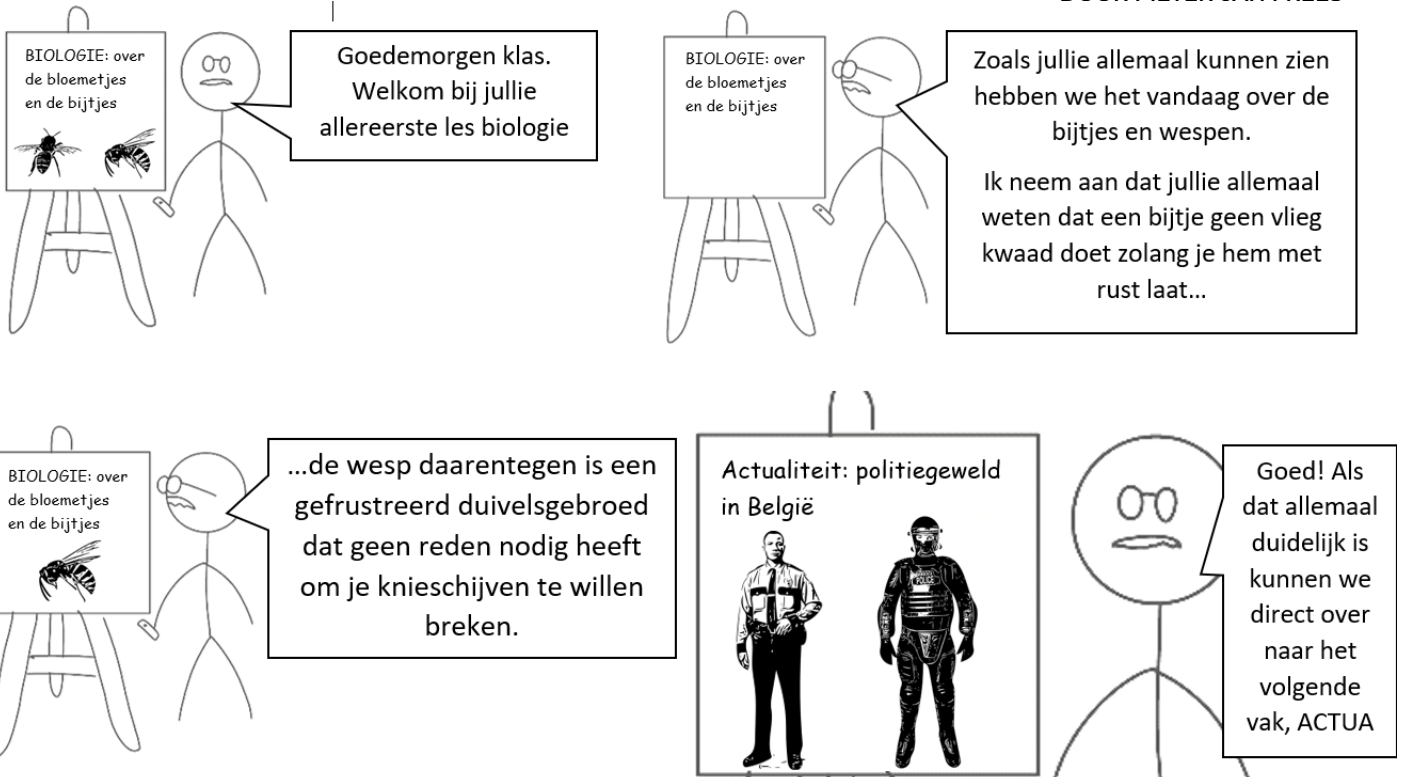 BIOLOGIE: over
de bloemetjes
en de bijtjes
Goedemorgen klas.
Welkom bij jullie
allereerste les biologie
BIOLOGIE: over
de bloemetjes
en de bijtjes
Zoals jullie allemaal kunnen zien
hebben we het vandaag over de
bijtjes en wespen.
Ik neem aan dat jullie allemaal
weten dat een bijtje geen vlieg
kwaad doet zolang je hem met
rust laat...
BIOLOGIE: over
de bloemetjes
en de bijtjes
...de wesp daarentegen is een
gefrustreerd duivelsgebroed
dat geen reden nodig heeft
om je knieschijven te willen
breken.
Actualiteit: politiegeweld
in België
POLICE
Goed! Als
dat allemaal
duidelijk is
kunnen we
direct over
naar het
volgende
vak, ACTUA